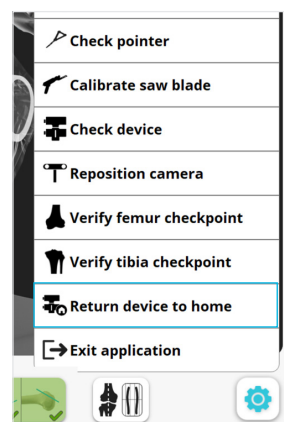 Check pointer
Calibrate saw blade
Check device
Reposition camera
Verify femur checkpoint
Verify tibia checkpoint
Return device to home
Exit application